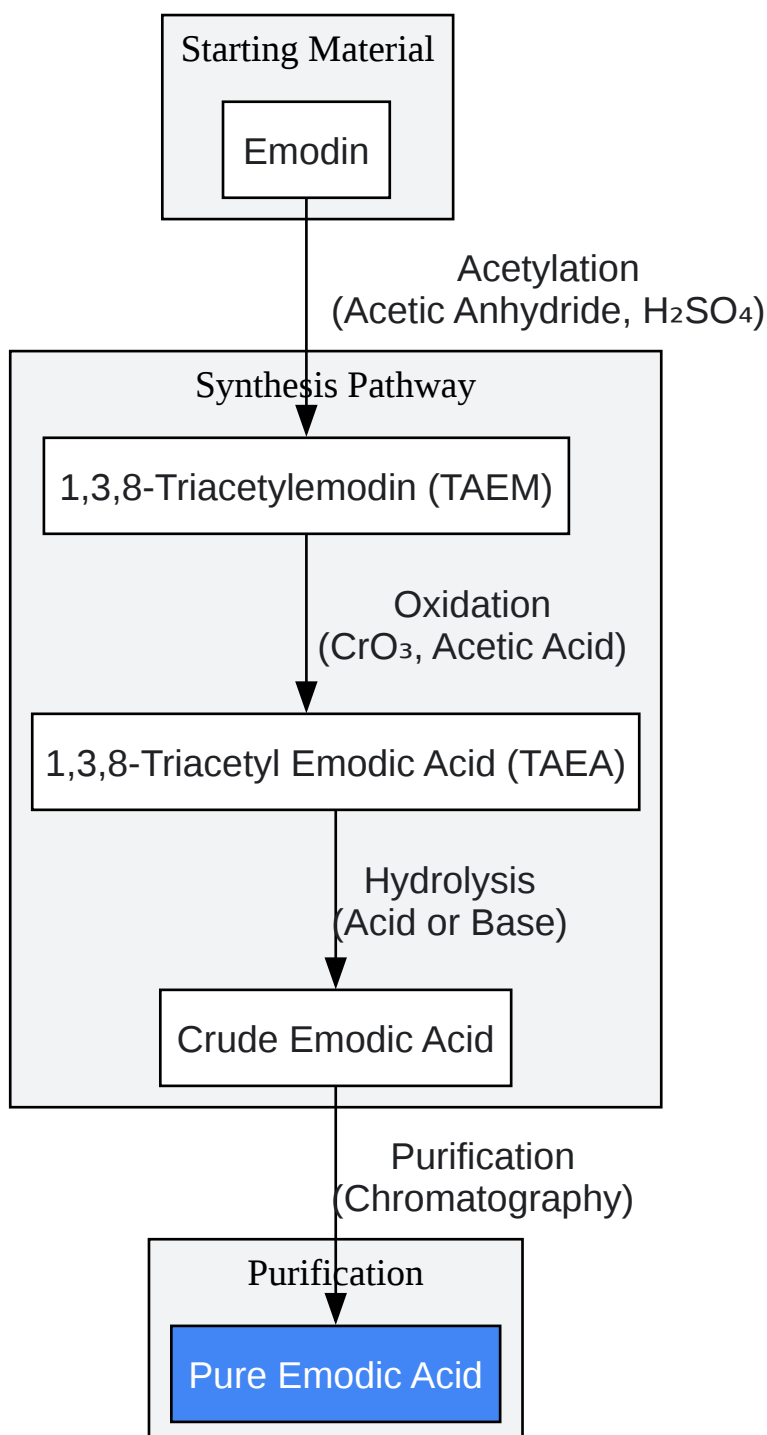 Starting Material
Emodin
Acetylation
(Acetic Anhydride, H₂SO₄)
Synthesis Pathway
1,3,8-Triacetylemodin (TAEM)
Oxidation
(CrO₃, Acetic Acid)
1,3,8-Triacetyl Emodic Acid (TAEA)
Hydrolysis
(Acid or Base)
Crude Emodic Acid
Purification
(Chromatography)
Purification
Pure Emodic Acid